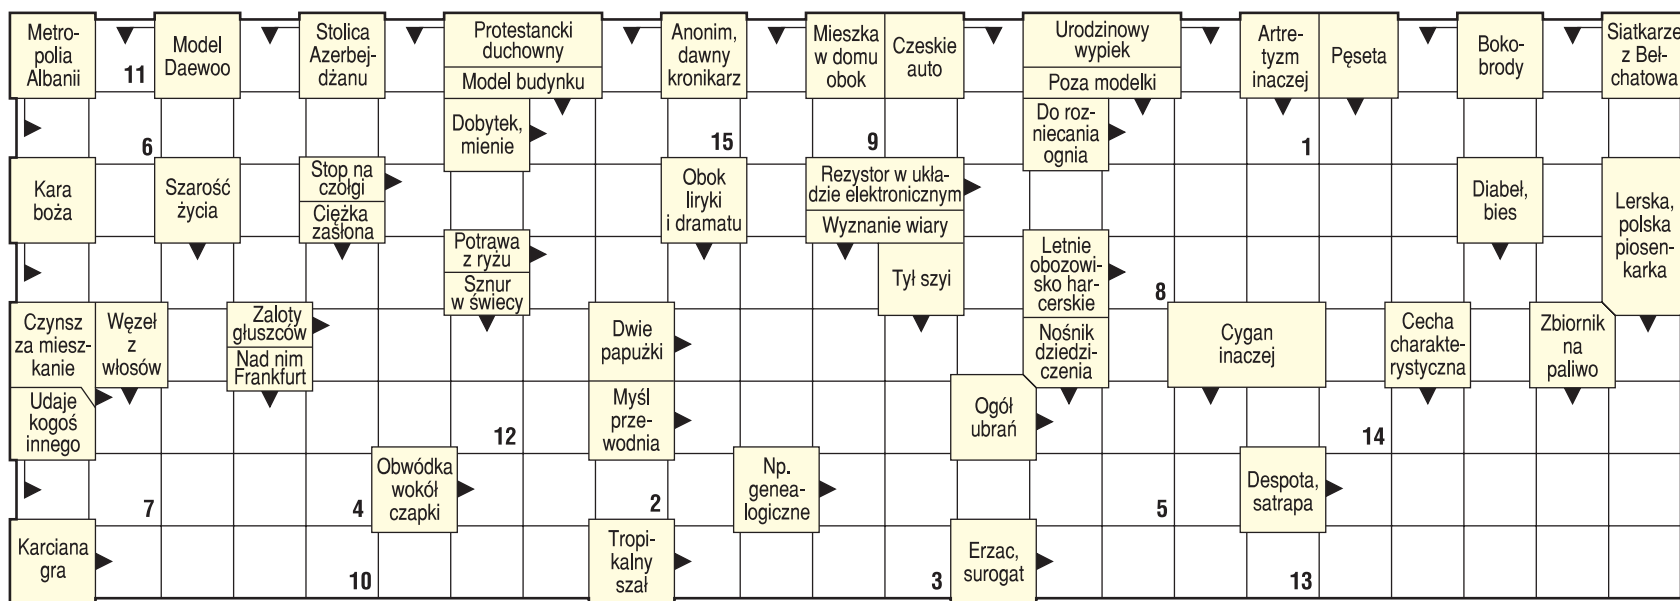 Metro-
polia
Albanii
11
Model
Daewoo
Stolica
Azerbej-
dżanu
Protestancki
duchowny
Model budynku
Anonim,
dawny
kronikarz
Mieszka
w domu
obok
Czeskie
auto
Urodzinowy
wypiek
Poza modelki
Artre-
tyzm
inaczej
Pęseta
Boko-
brody
Siatkarze
z Beł-
chatowa
6
Dobytek,
mienie
15
9
Do roz-
niecania
ognia
1
Kara
boża
Szarość
życia
Stop na
czołgi
Ciężka
zasłona
Obok
liryki
i dramatu
Rezystor w ukła-
dzie elektronicznym
Wyznanie wiary
Diabeł,
bies
Lerska,
polska
piosen-
karka
Potrawa
z ryżu
Sznur
w świecy
Tył szyi
Letnie
obozowi-
sko har-
cerskie
8
Czynsz
za miesz-
kanie
Węzeł
z
włosów
Zaloty
głuszców
Nad nim
Frankfurt
Dwie
papużki
Nośnik
dziedzi-
czenia
Cygan
inaczej
Cecha
charakte-
rystyczna
Zbiornik
na
paliwo
Udaje
kogoś
innego
12
Myśl
prze-
wodnia
Ogół
ubrań
14
7
4
Obwódka
wokół
czapki
2
Np.
genea-
logiczne
5
Despota,
satrapa
Karciana
gra
10
Tropi-
kalny
szał
3
Erzac,
surogat
13